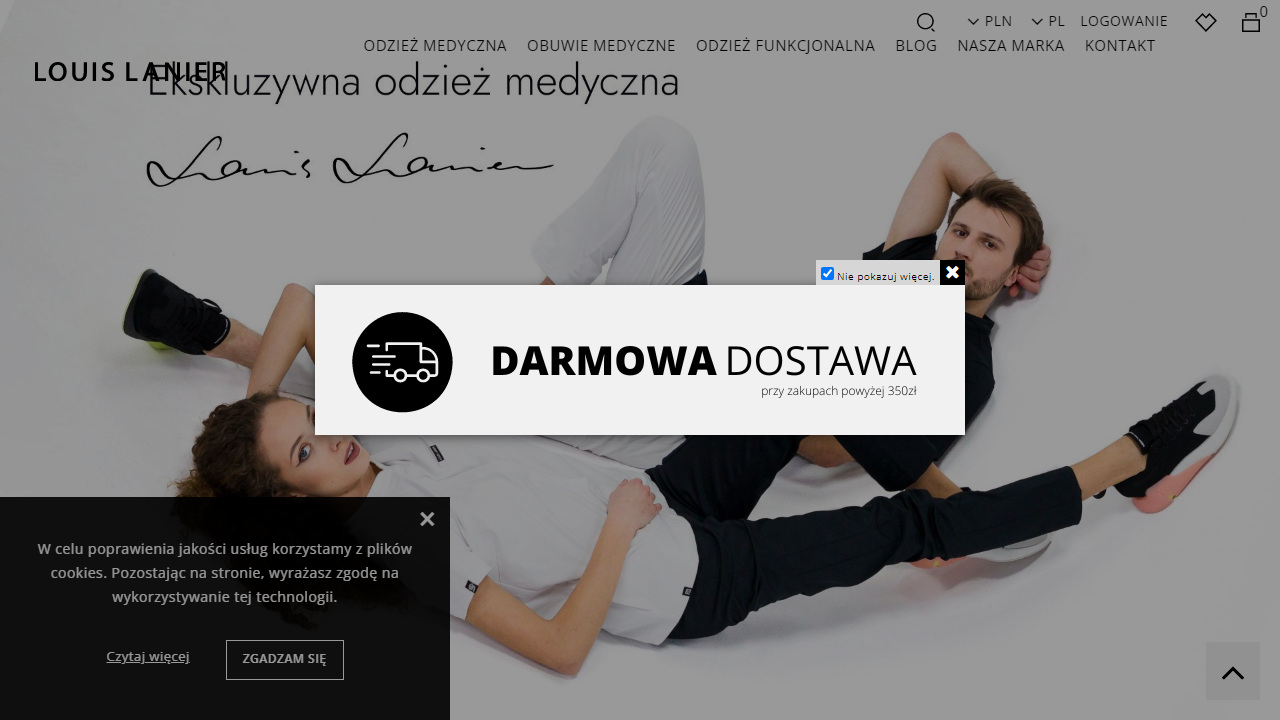 PLN
PL
LOGOWANIE
0
ODZIEŻ MEDYCZNA
OBUWIE MEDYCZNE
ODZIEŻ FUNKCJONALNA
BLOG
NASZA MARKA
KONTAKT
LOUIS LANIER
Ekskluzywna odzież medyczna
Louis Lanier
Nie pokazuj więcej.
DARMOWA DOSTAWA
przy zakupach powyżej 350zł
W celu poprawienia jakości usług korzystamy z plików
cookies. Pozostając na stronie, wyrażasz zgodę na
wykorzystywanie tej technologii.
Czytaj więcej
ZGADZAM SIĘ